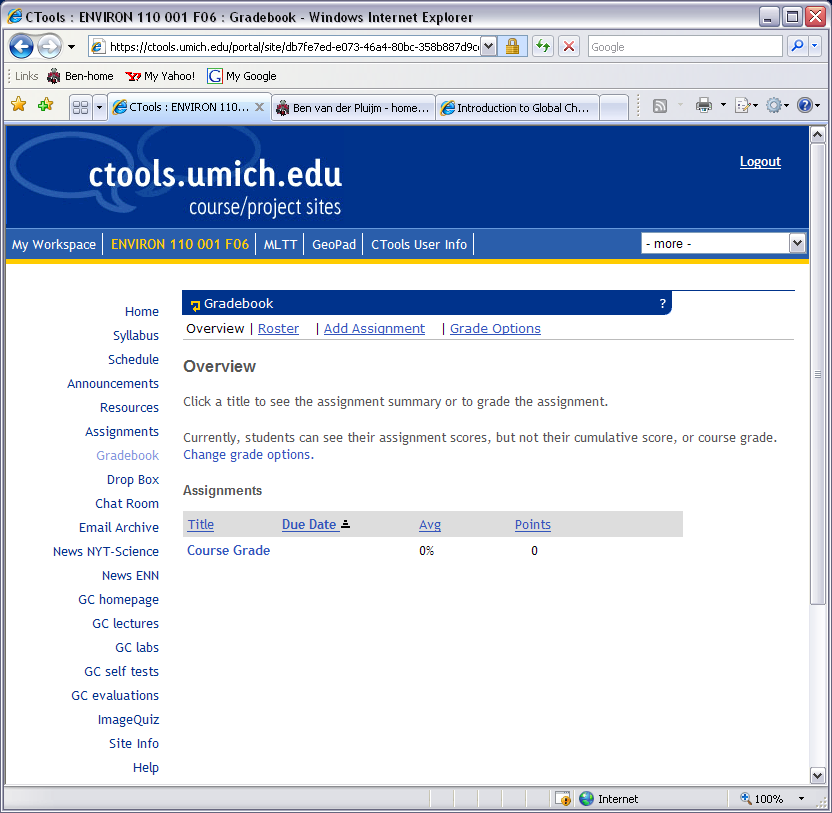 CTools : ENVIRON 110 001 F06 : Gradebook - Windows Internet Explorer
https://ctools.umich.edu/portal/site/db7fe7ed-e073-46a4-80bc-358b887d9c
Google
Links Ben-home My Yahoo! My Google
CTools : ENVIRON 110... Ben van der Pluijm - home... Introduction to Global Ch...
ctools.umich.edu
course/project sites
Logout
My Workspace ENVIRON 110 001 F06 MLTT GeoPad CTools User Info - more -
Gradebook ?
Overview | Roster | Add Assignment | Grade Options
Home
Syllabus
Schedule
Announcements
Resources
Assignments
Gradebook
Drop Box
Chat Room
Email Archive
News NYT-Science
News ENN
GC homepage
GC lectures
GC labs
GC self tests
GC evaluations
ImageQuiz
Site Info
Help
Overview
Click a title to see the assignment summary or to grade the assignment.
Currently, students can see their assignment scores, but not their cumulative score, or course grade.
Change grade options.
Assignments
Title Due Date Avg Points
Course Grade 0% 0
Internet 100%